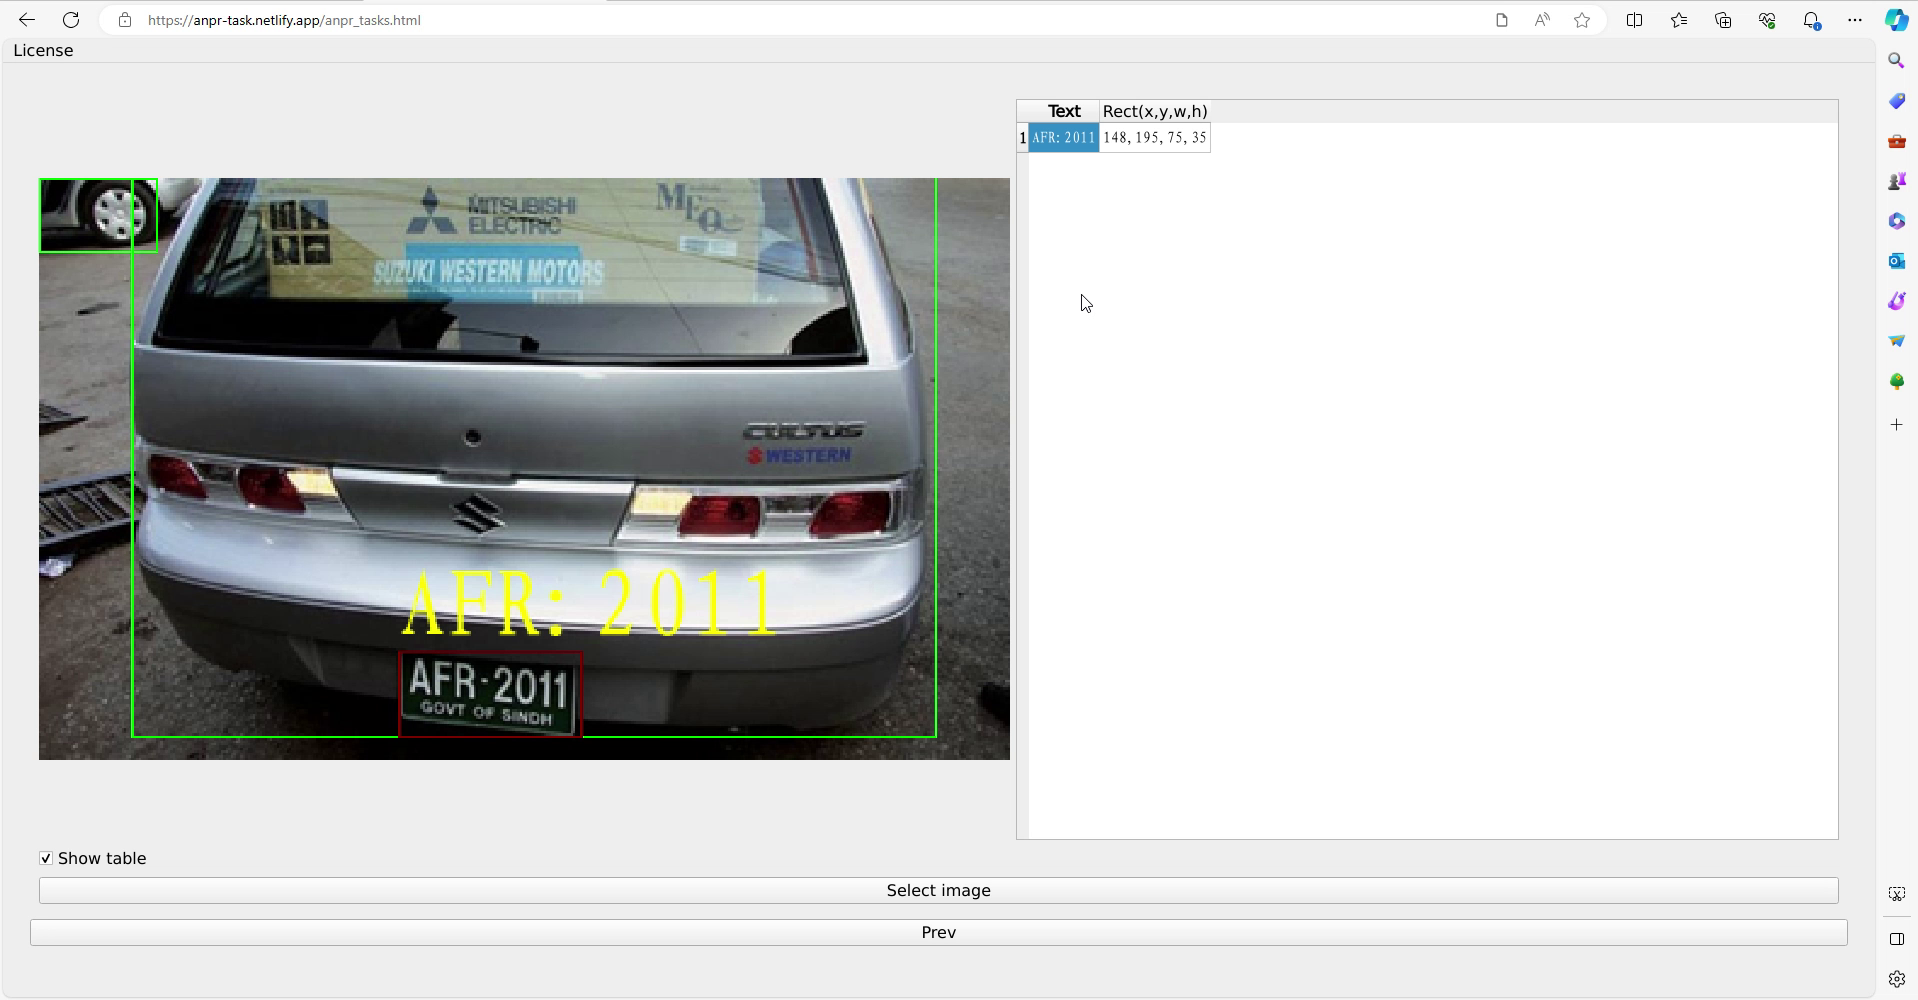 https://anpr-task.netlify.app/anpr_tasks.html
License
Text Rect(x,y,w,h)
1 AFR: 2011 148, 195, 75, 35
MITSUBISHI
ELECTRIC
MFO
SUZUKI WESTERN MOTORS
CULTUS
WESTERN
AFR: 2011
AFR-2011
GOVT OF SINDH
Show table
Select image
Prev